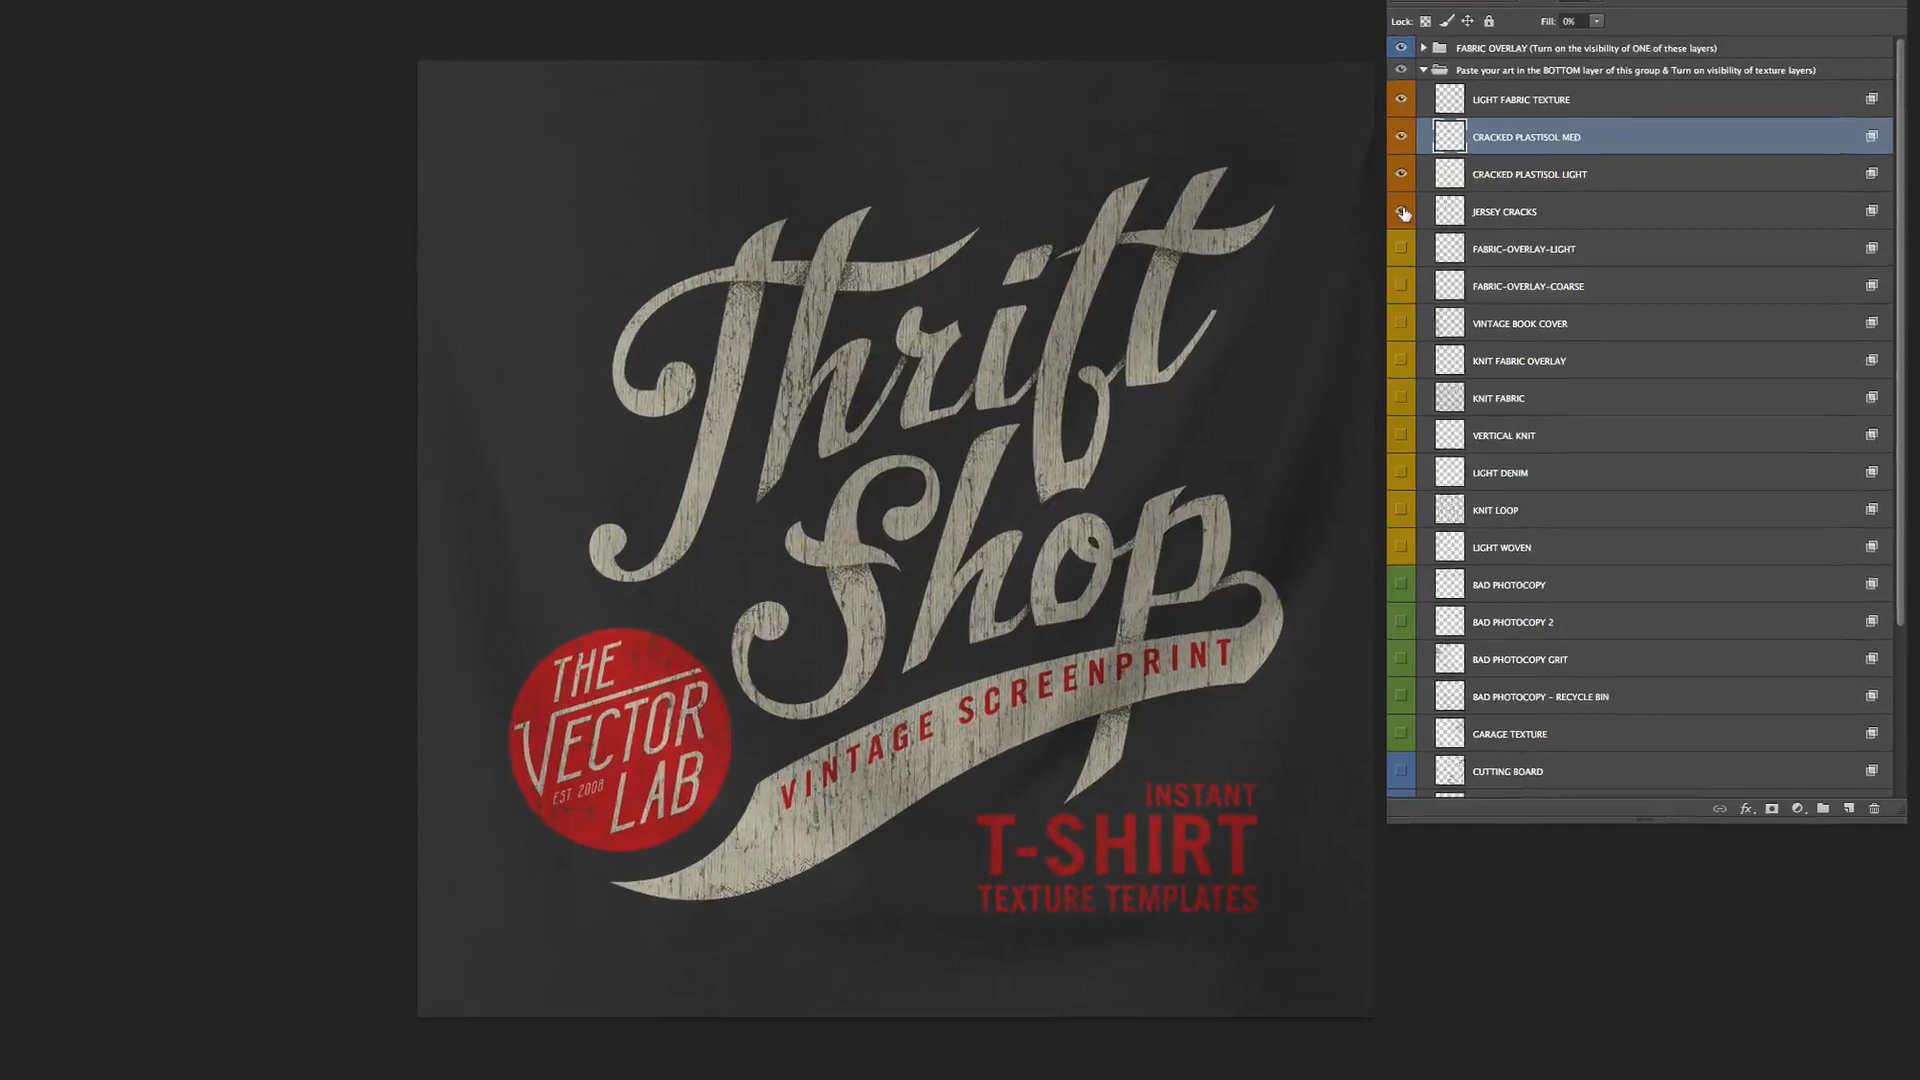 Lock:
Fill: 0%
FABRIC OVERLAY (Turn on the visibility of ONE of these layers)
Paste your art in the BOTTOM layer of this group & Turn on visibility of texture layers)
LIGHT FABRIC TEXTURE
CRACKED PLASTISOL MED
CRACKED PLASTISOL LIGHT
JERSEY CRACKS
FABRIC-OVERLAY-LIGHT
FABRIC-OVERLAY-COARSE
VINTAGE BOOK COVER
KNIT FABRIC OVERLAY
KNIT FABRIC
VERTICAL KNIT
LIGHT DENIM
KNIT LOOP
LIGHT WOVEN
BAD PHOTOCOPY
BAD PHOTOCOPY 2
BAD PHOTOCOPY GRIT
BAD PHOTOCOPY - RECYCLE BIN
GARAGE TEXTURE
CUTTING BOARD
fx
Thrift
Shop
VINTAGE SCREENPRINT
THE
VECTOR
EST. 2008
LAB
INSTANT
T-SHIRT
TEXTURE TEMPLATES